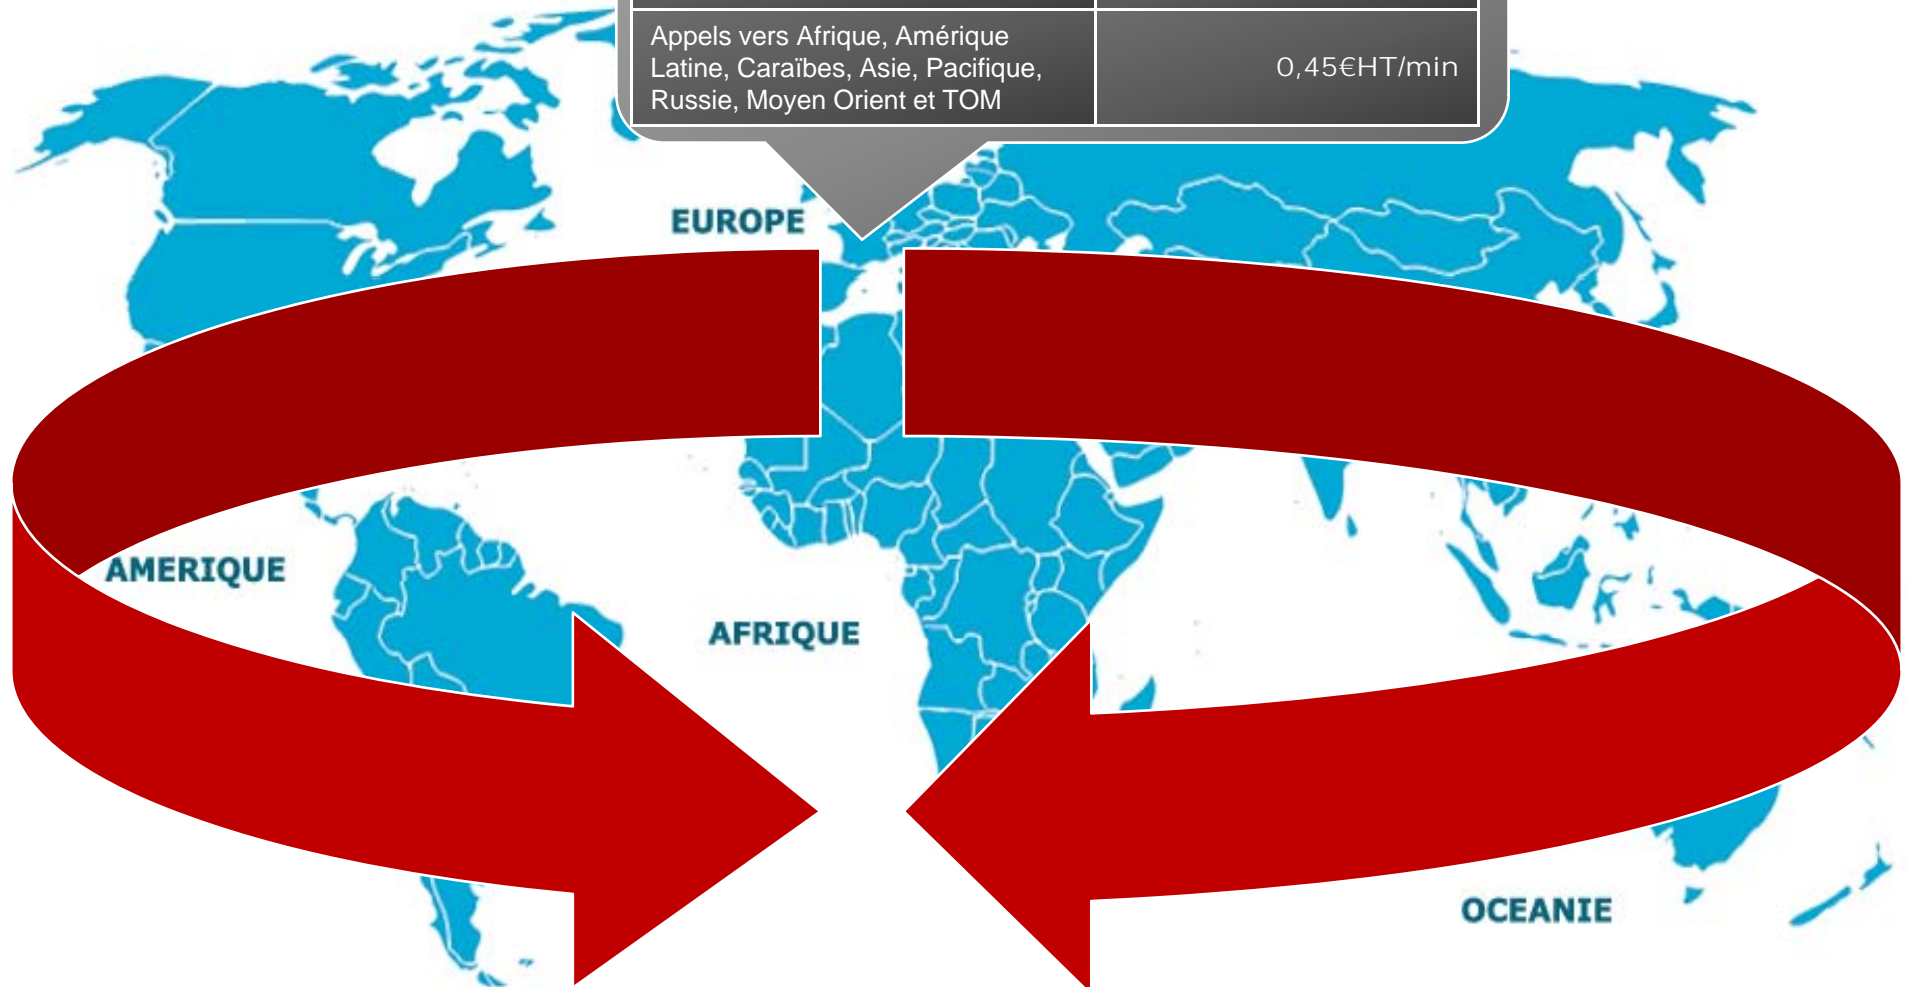 Appels vers Afrique, Amérique
Latine, Caraïbes, Asie, Pacifique,
Russie, Moyen Orient et TOM
0,45€HT/min
EUROPE
AMERIQUE
AFRIQUE
OCEANIE